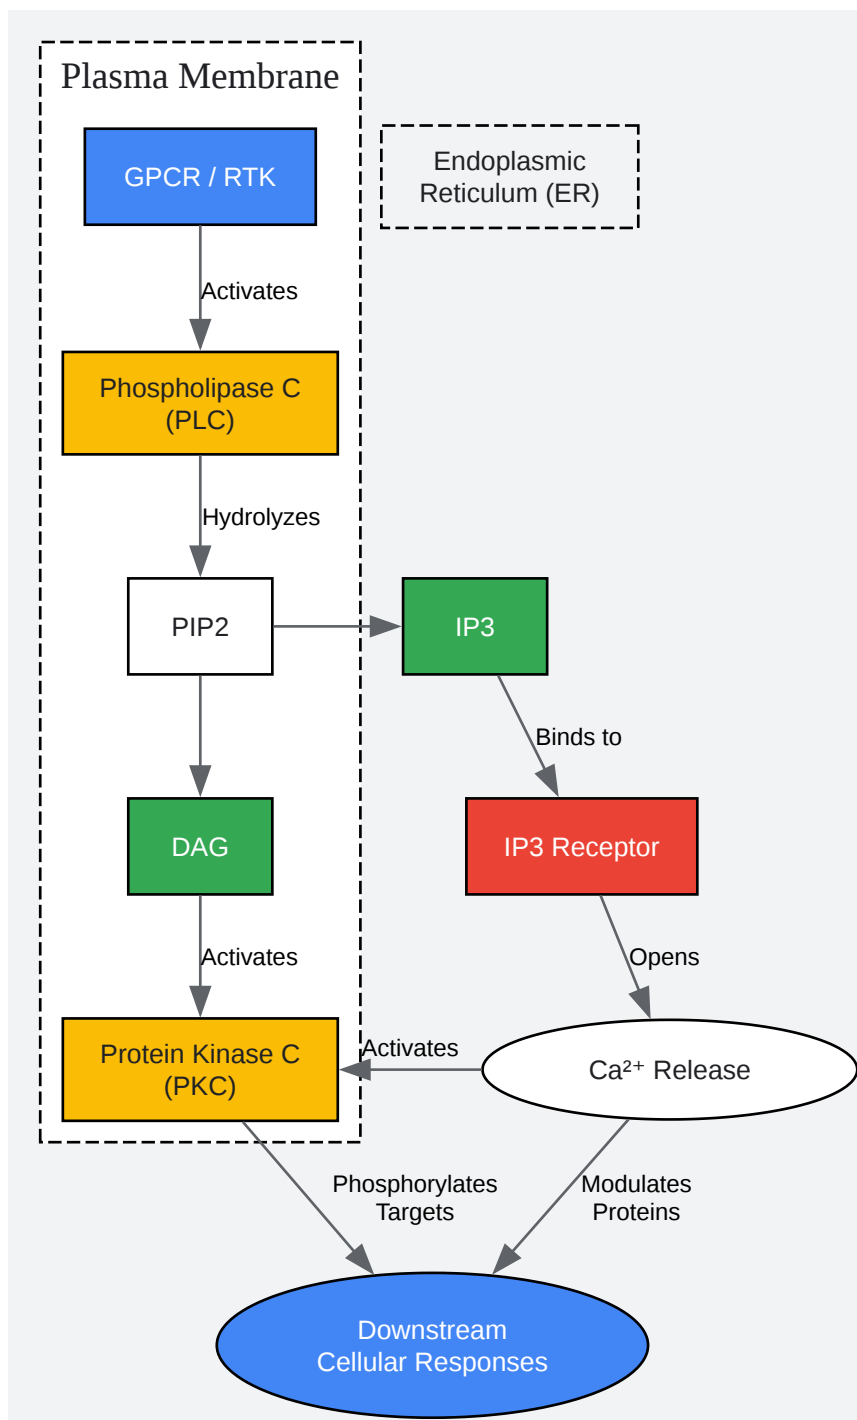 Plasma Membrane
GPCR / RTK
Endoplasmic
Reticulum (ER)
Activates
Phospholipase C
(PLC)
Hydrolyzes
PIP2
IP3
Binds to
DAG
IP3 Receptor
Activates
Opens
Protein Kinase C
(PKC)
Activates
Ca²⁺ Release
Phosphorylates
Targets
Modulates
Proteins
Downstream
Cellular Responses